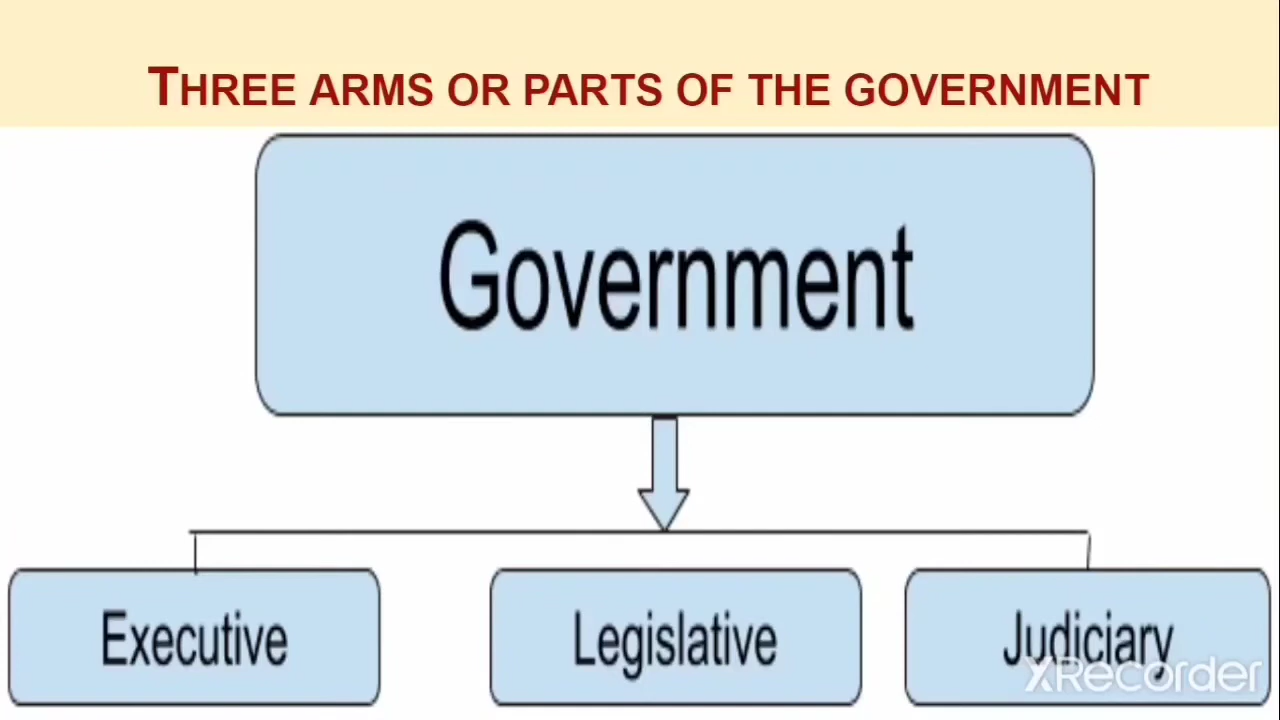 THREE ARMS OR PARTS OF THE GOVERNMENT
Government
Executive
Legislative
Judiciary
XRecorder